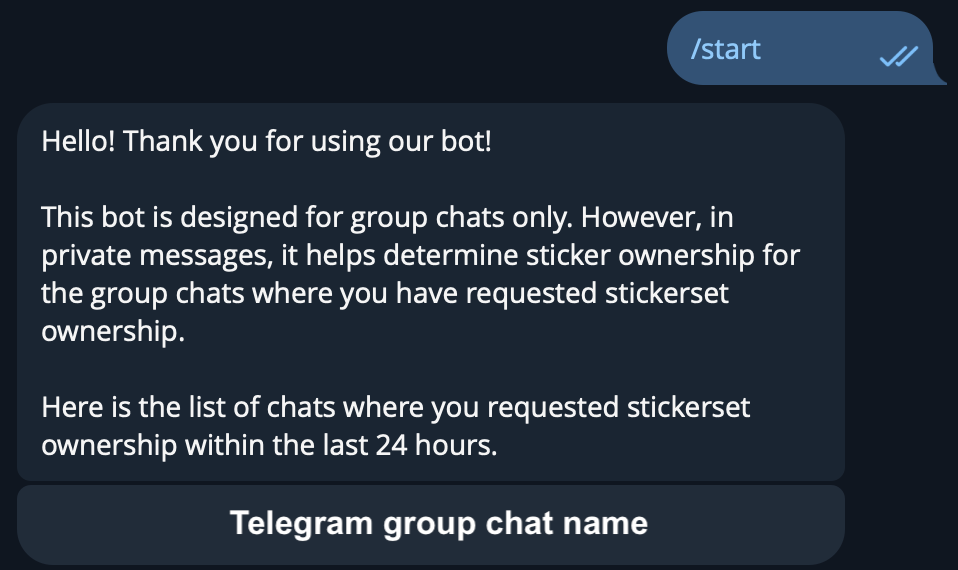 /start
Hello! Thank you for using our bot!
This bot is designed for group chats only. However, in
private messages, it helps determine sticker ownership for
the group chats where you have requested stickerset
ownership.
Here is the list of chats where you requested stickerset
ownership within the last 24 hours.
Telegram group chat name